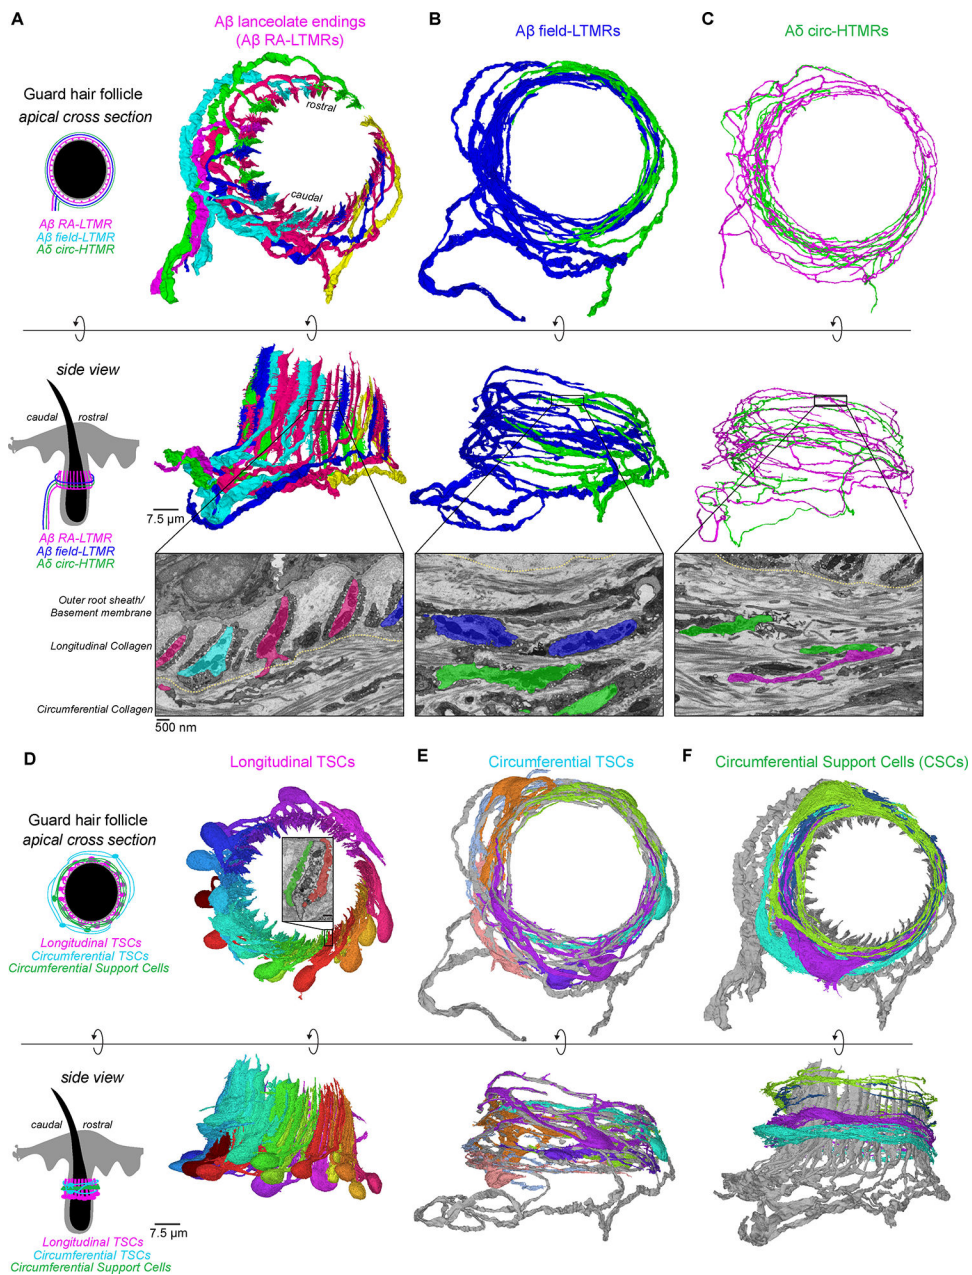 A
Aβ lanceolate endings
(Aβ RA-LTMRs)
B
Aβ field-LTMRs
C
Aδ circ-HTMRs
Guard hair follicle
apical cross section
rostral
caudal
Aβ RA-LTMR
Aβ field-LTMR
Aδ circ-HTMR
side view
caudal
rostral
7.5 µm
Aβ RA-LTMR
Aβ field-LTMR
Aδ circ-HTMR
Outer root sheath/
Basement membrane
Longitudinal Collagen
Circumferential Collagen
500 nm
D
Longitudinal TSCs
E
Circumferential TSCs
F
Circumferential Support Cells (CSCs)
Guard hair follicle
apical cross section
Longitudinal TSCs
Circumferential TSCs
Circumferential Support Cells
side view
caudal
rostral
7.5 µm
Longitudinal TSCs
Circumferential TSCs
Circumferential Support Cells